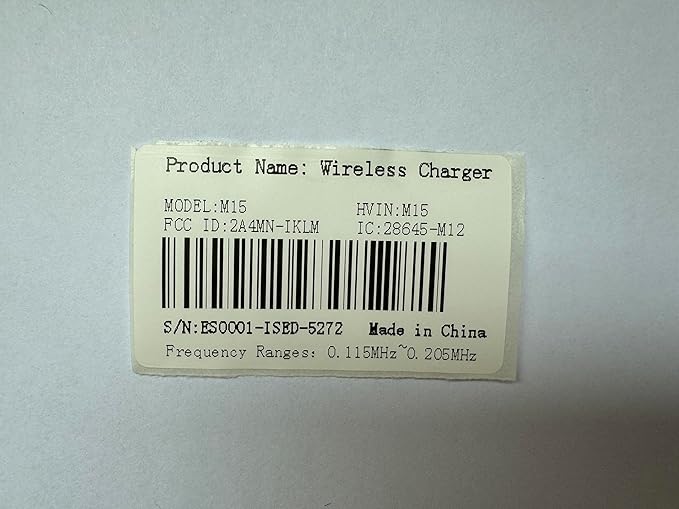 Product Name: Wireless Charger
MODEL:M15 HVIN:M15
FCC ID:2A4MN-IKLM IC:28645-M12
S/N:ES0001-ISED-5272 Made in China
Frequency Ranges: 0.115MHz~0.205MHz